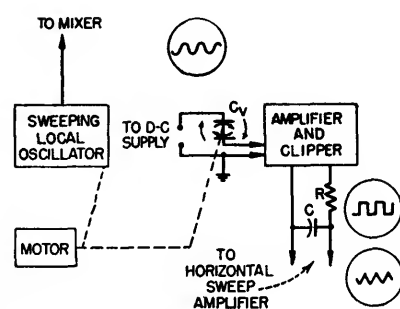 TO MIXER
SWEEPING
LOCAL
OSCILLATOR
TO D-C
SUPPLY
CV
AMPLIFIER
AND
CLIPPER
R
C
MOTOR
TO
HORIZONTAL
SWEEP
AMPLIFIER